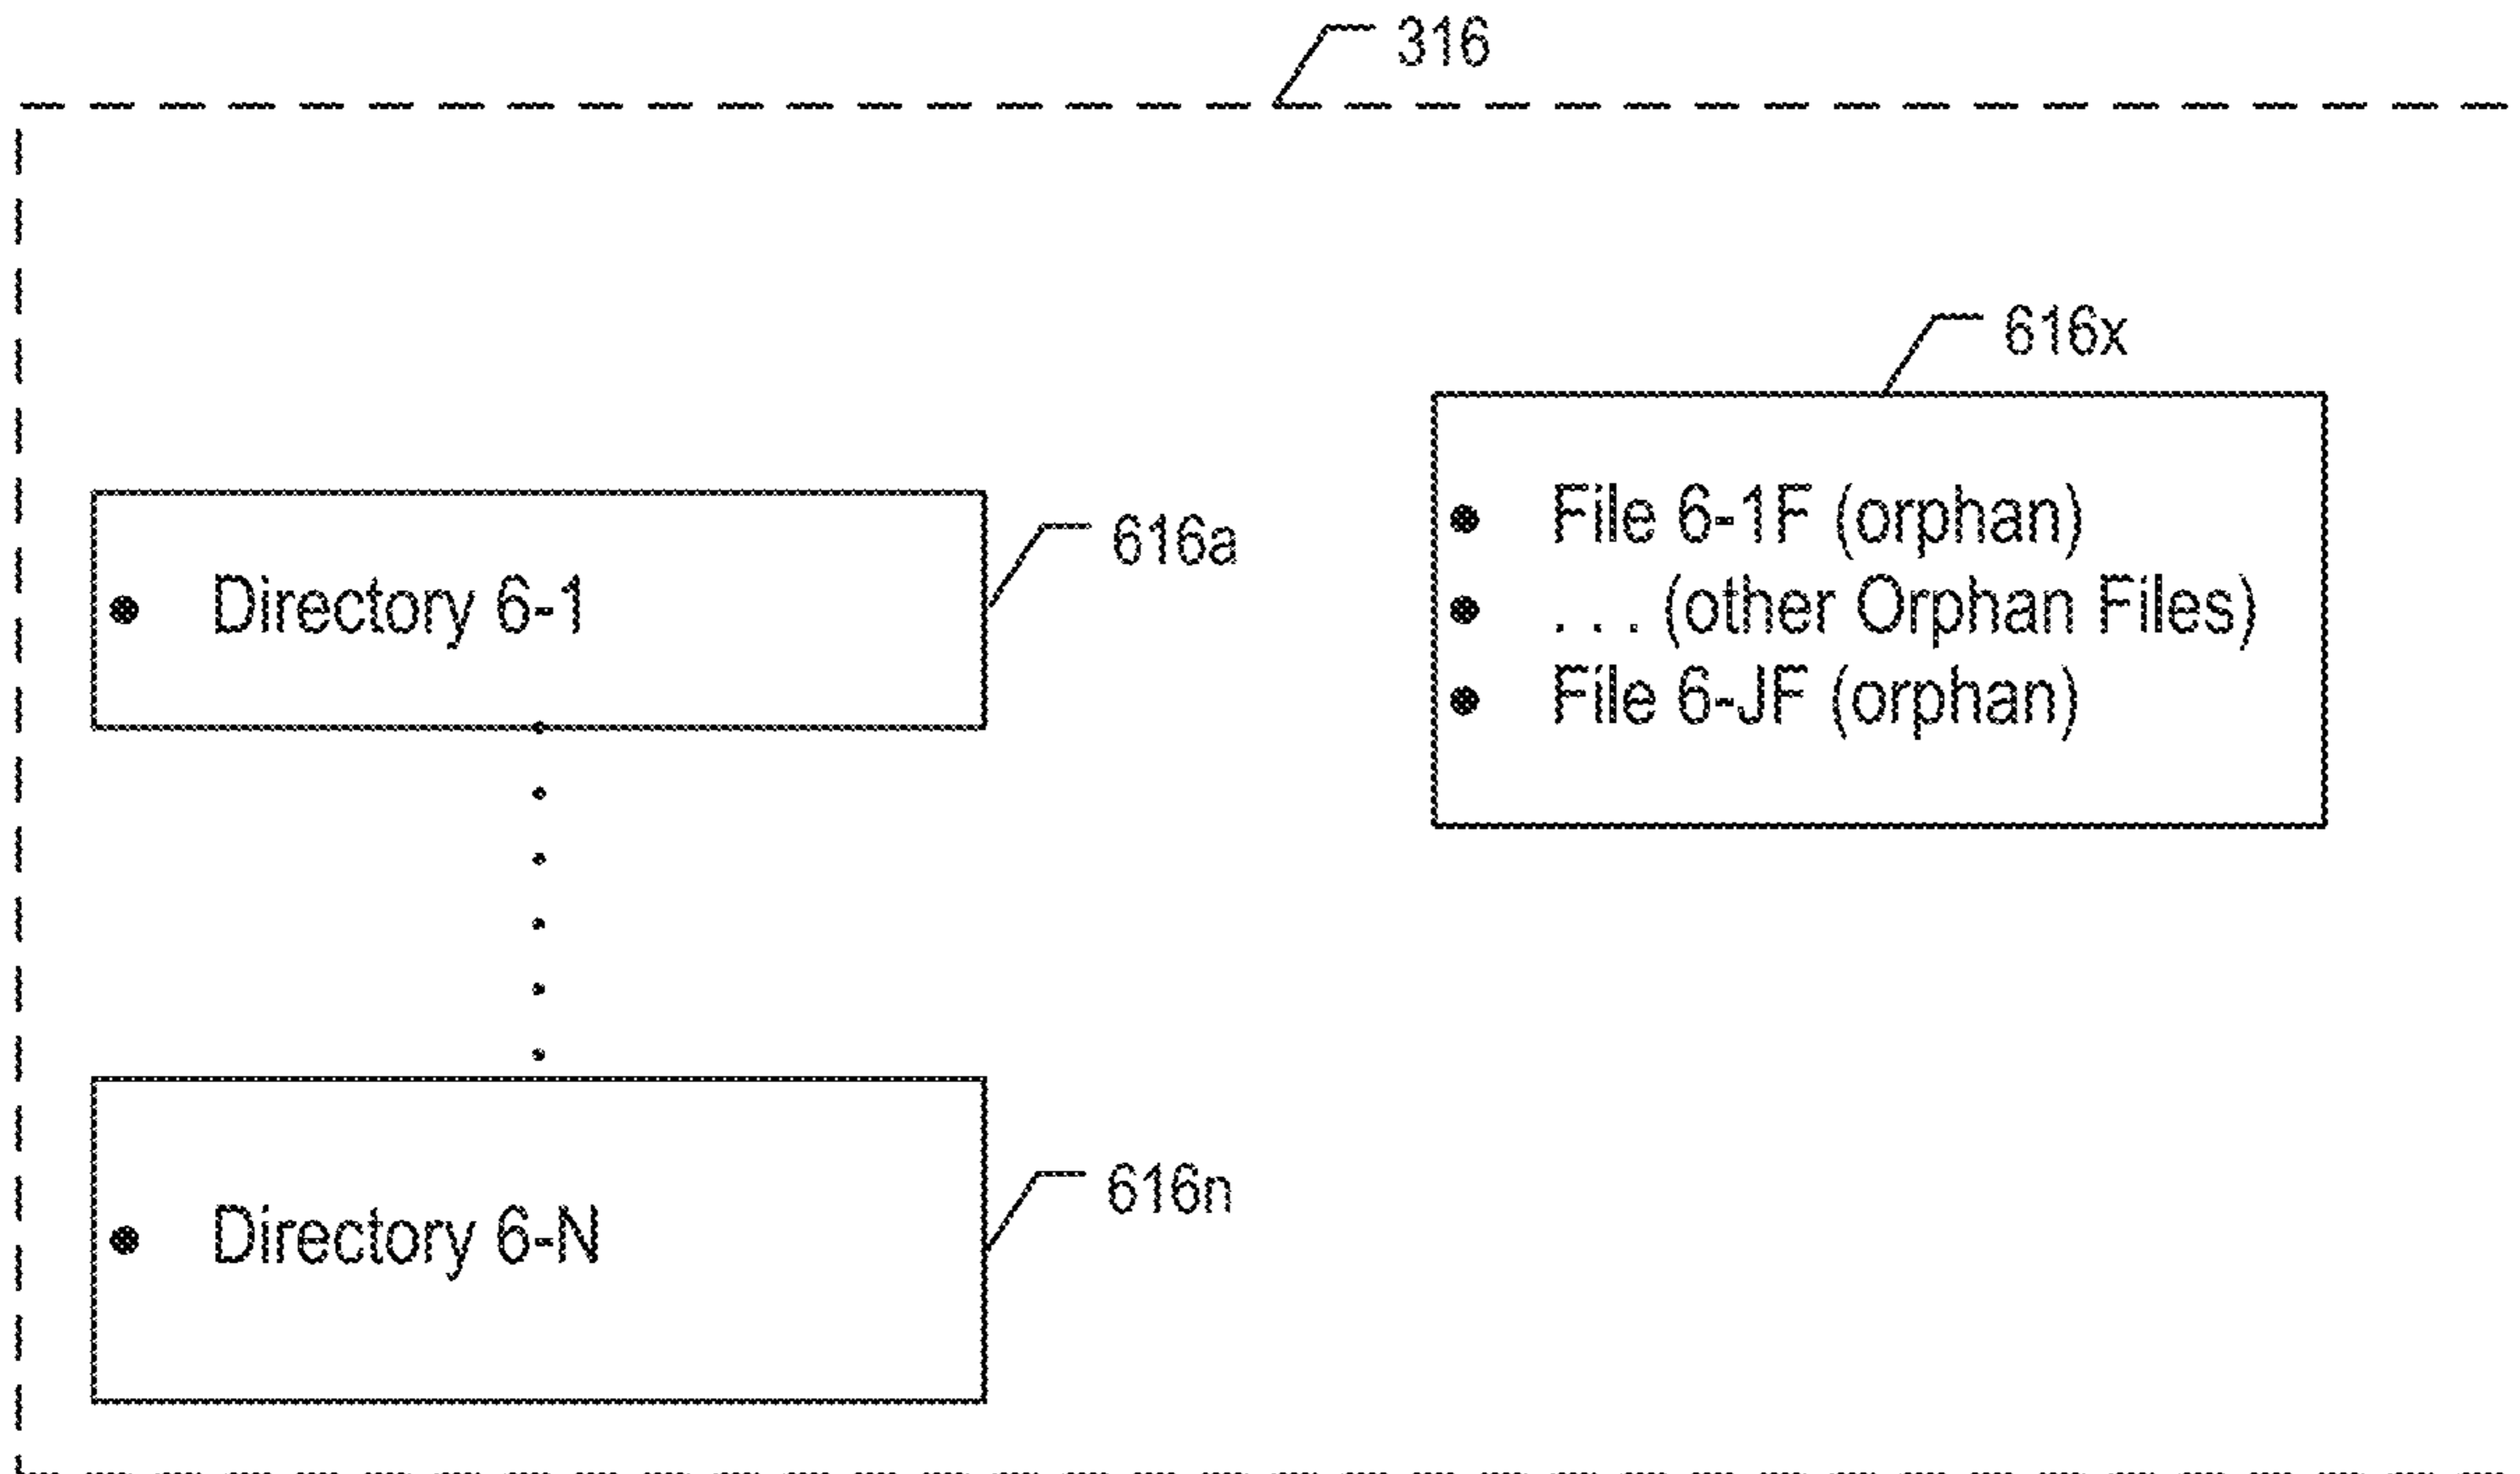 316
616x
• File 6-1F (orphan)
• . . . (other Orphan Files)
• File 6-JF (orphan)
616a
• Directory 6-1
616n
• Directory 6-N